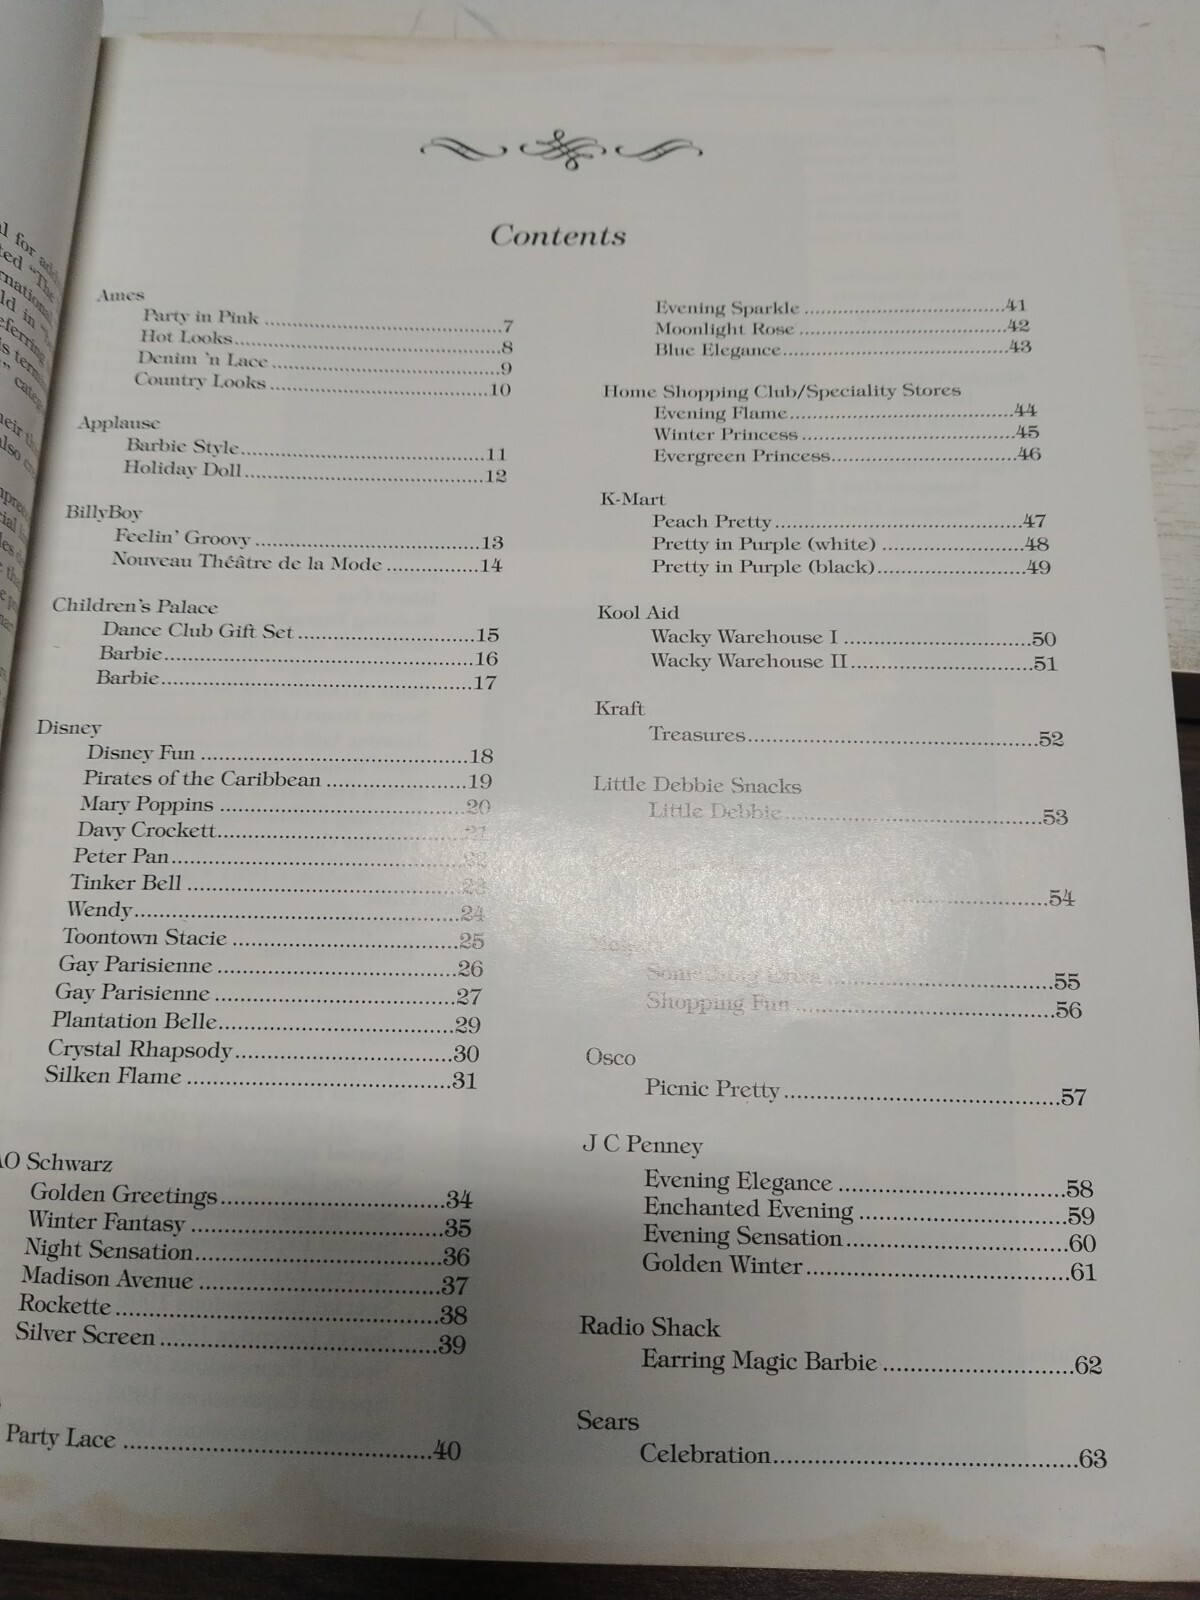 Contents
Ames
Party in Pink ..........7
Hot Looks..........8
Denim 'n Lace ..........9
Country Looks ..........10
Applause
Barbie Style..........11
Holiday Doll..........12
BillyBoy
Feelin' Groovy ..........13
Nouveau Théâtre de la Mode ..........14
Children's Palace
Dance Club Gift Set ..........15
Barbie..........16
Barbie..........17
Disney
Disney Fun ..........18
Pirates of the Caribbean ..........19
Mary Poppins ..........20
Davy Crockett..........21
Peter Pan..........22
Tinker Bell ..........23
Wendy..........24
Toontown Stacie ..........25
Gay Parisienne ..........26
Gay Parisienne ..........27
Plantation Belle..........29
Crystal Rhapsody..........30
Silken Flame ..........31
AO Schwarz
Golden Greetings..........34
Winter Fantasy ..........35
Night Sensation..........36
Madison Avenue ..........37
Rockette ..........38
Silver Screen ..........39
Party Lace ..........40
Evening Sparkle ..........41
Moonlight Rose ..........42
Blue Elegance..........43
Home Shopping Club/Speciality Stores
Evening Flame..........44
Winter Princess ..........45
Evergreen Princess..........46
K-Mart
Peach Pretty..........47
Pretty in Purple (white) ..........48
Pretty in Purple (black)..........49
Kool Aid
Wacky Warehouse I ..........50
Wacky Warehouse II..........51
Kraft
Treasures..........52
Little Debbie Snacks
Little Debbie..........53
..........54
Something Extra ..........55
Shopping Fun ..........56
Osco
Picnic Pretty..........57
J C Penney
Evening Elegance ..........58
Enchanted Evening ..........59
Evening Sensation..........60
Golden Winter..........61
Radio Shack
Earring Magic Barbie ..........62
Sears
Celebration..........63